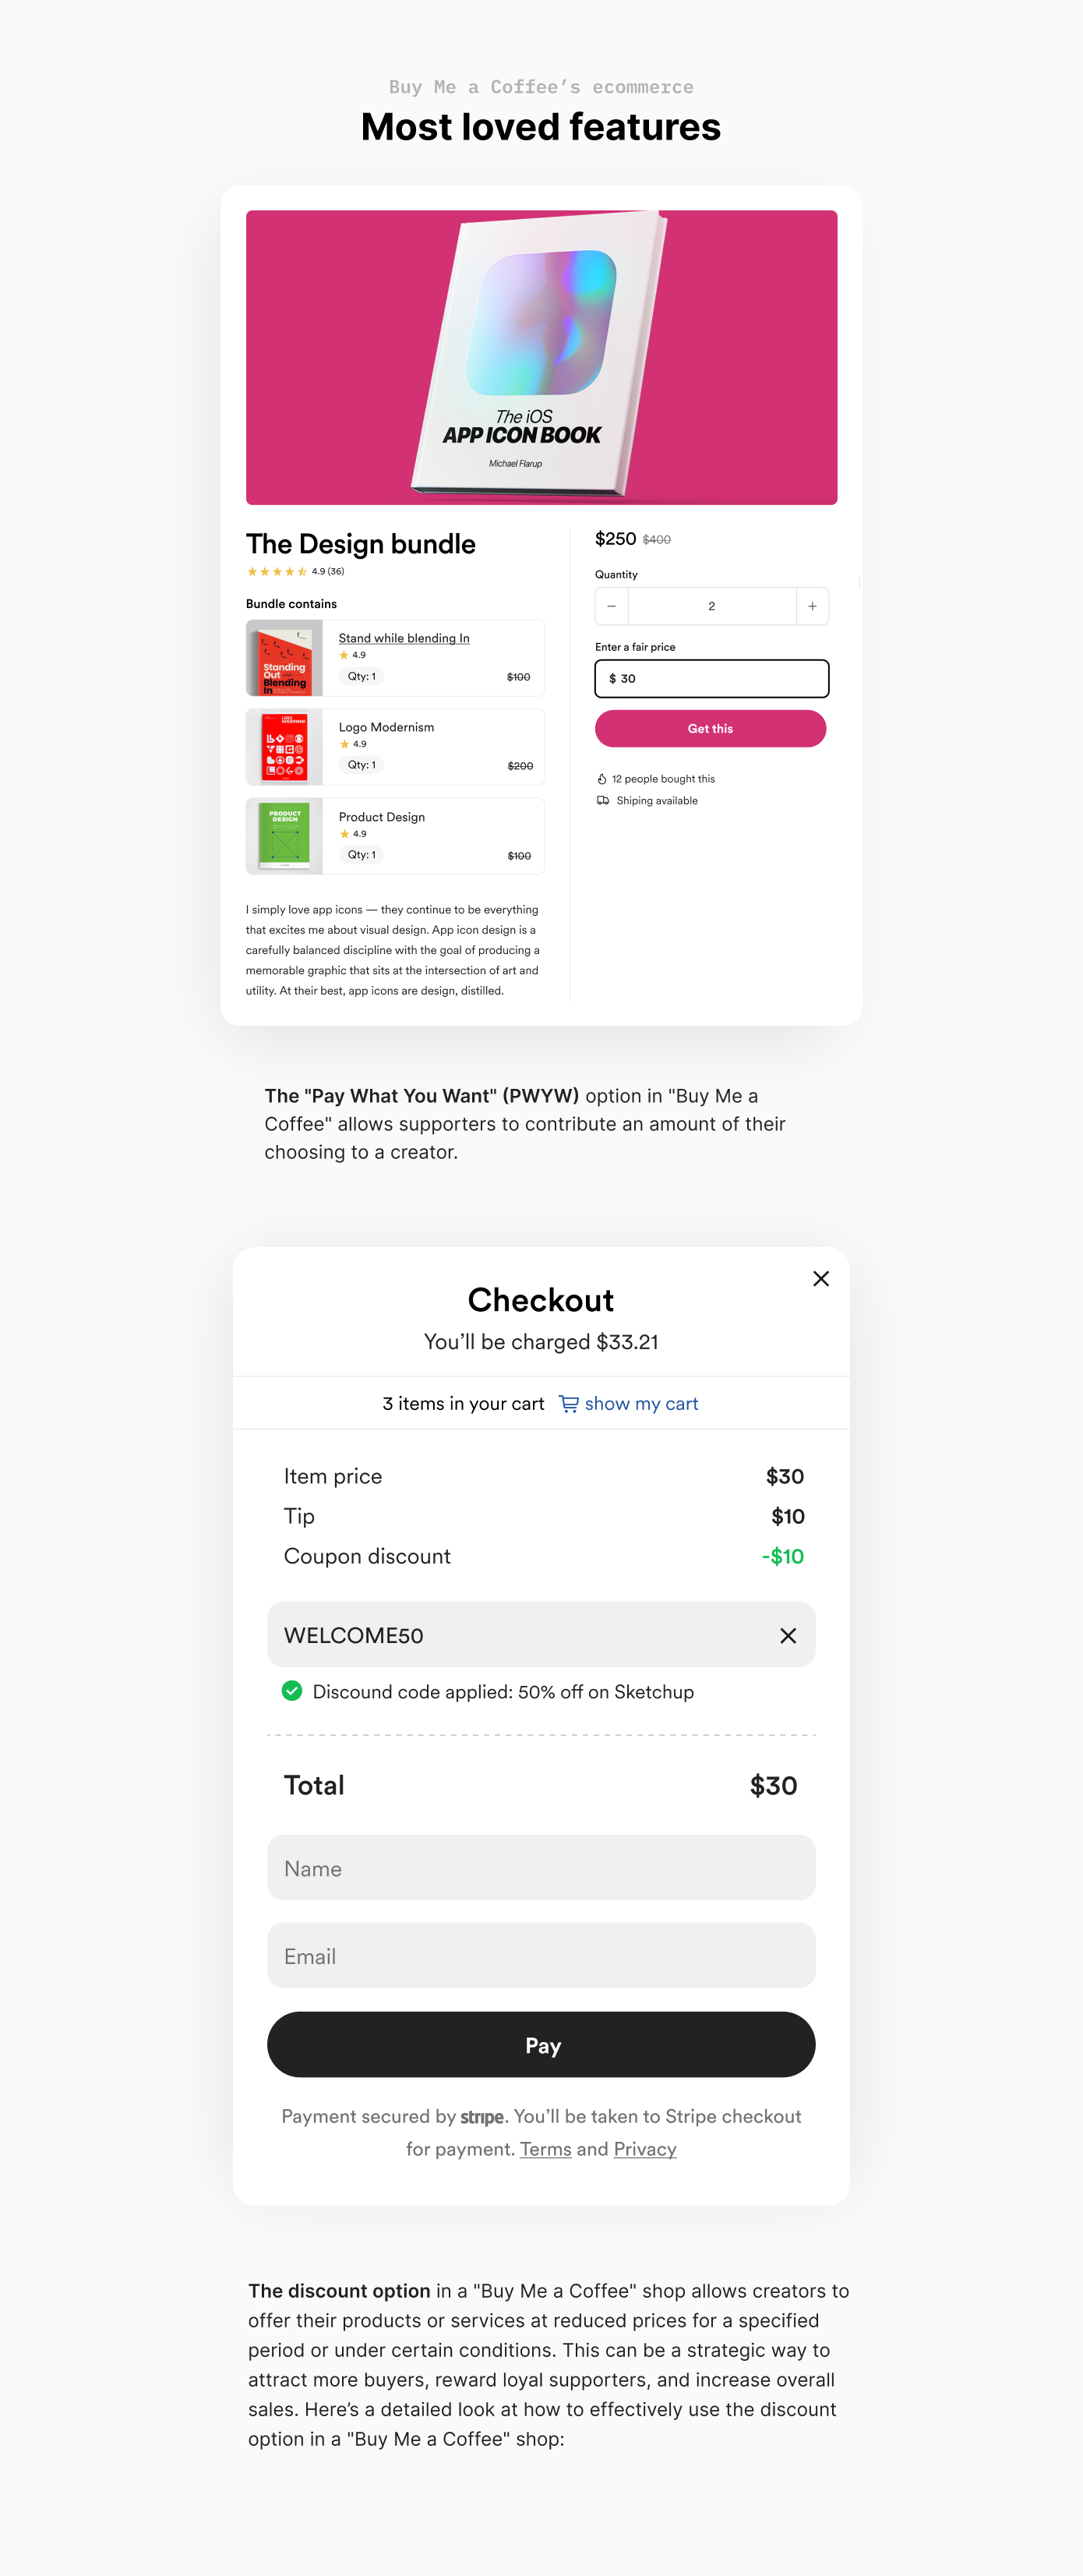 Buy Me a Coffee’s ecommerce
Most loved features
The iOS
APP ICON BOOK
Michael Flarup
The Design bundle
4.9 (36)
Bundle contains
Standing
Out
Blending
In
Stand while blending In
4.9
Qty: 1
$100
LOGO
MODERNISM
Logo Modernism
4.9
Qty: 1
$200
PRODUCT
DESIGN
Product Design
4.9
Qty: 1
$100
I simply love app icons — they continue to be everything
that excites me about visual design. App icon design is a
carefully balanced discipline with the goal of producing a
memorable graphic that sits at the intersection of art and
utility. At their best, app icons are design, distilled.
$250 $400
Quantity
2
Enter a fair price
$ 30
Get this
12 people bought this
Shiping available
The "Pay What You Want" (PWYW) option in "Buy Me a
Coffee" allows supporters to contribute an amount of their
choosing to a creator.
Checkout
You’ll be charged $33.21
3 items in your cart show my cart
Item price $30
Tip $10
Coupon discount -$10
WELCOME50
Discound code applied: 50% off on Sketchup
Total $30
Name
Email
Pay
Payment secured by stripe. You’ll be taken to Stripe checkout
for payment. Terms and Privacy
The discount option in a "Buy Me a Coffee" shop allows creators to
offer their products or services at reduced prices for a specified
period or under certain conditions. This can be a strategic way to
attract more buyers, reward loyal supporters, and increase overall
sales. Here’s a detailed look at how to effectively use the discount
option in a "Buy Me a Coffee" shop: